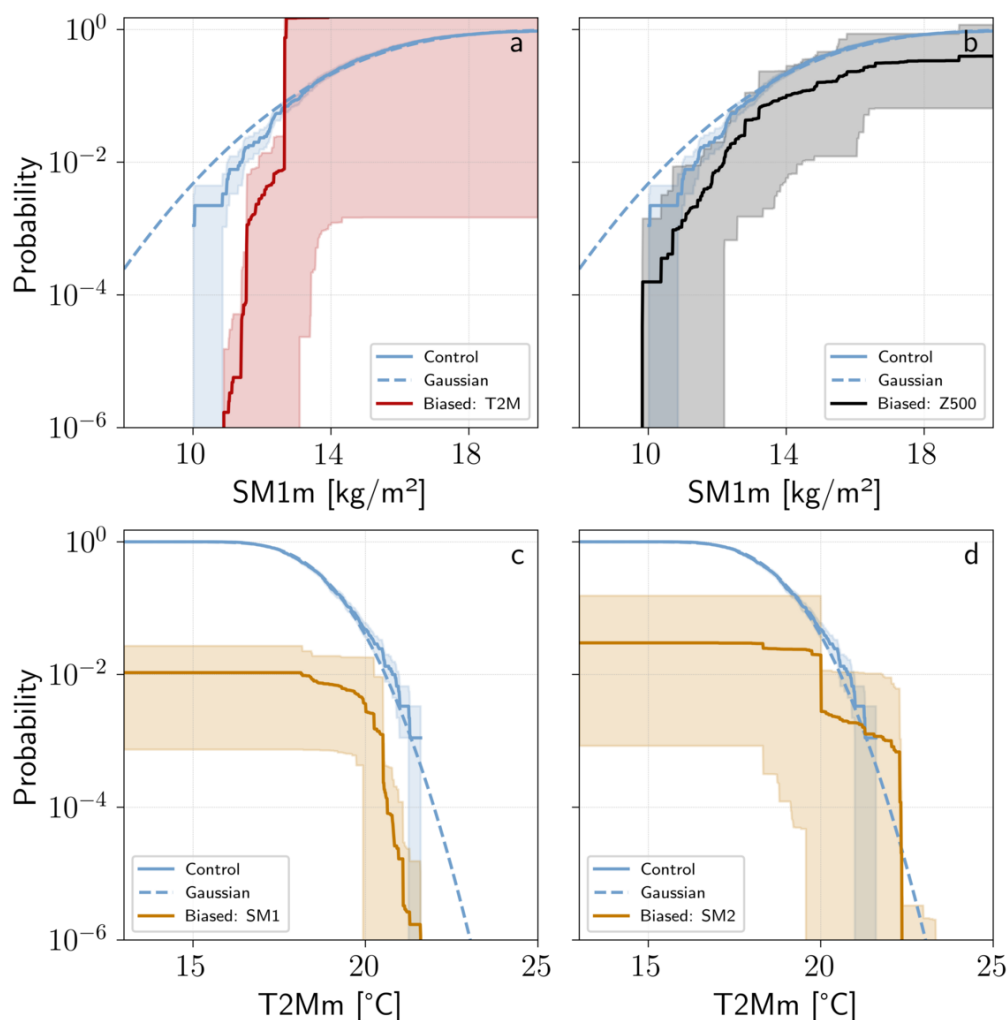 a
b
10⁰
10⁻²
10⁻⁴
10⁻⁶
Probability
Control
Gaussian
Biased: T2M
Control
Gaussian
Biased: Z500
10 14 18
10 14 18
SM1m [kg/m²]
SM1m [kg/m²]
c
d
10⁰
10⁻²
10⁻⁴
10⁻⁶
Probability
Control
Gaussian
Biased: SM1
Control
Gaussian
Biased: SM2
15 20 25
15 20 25
T2Mm [°C]
T2Mm [°C]